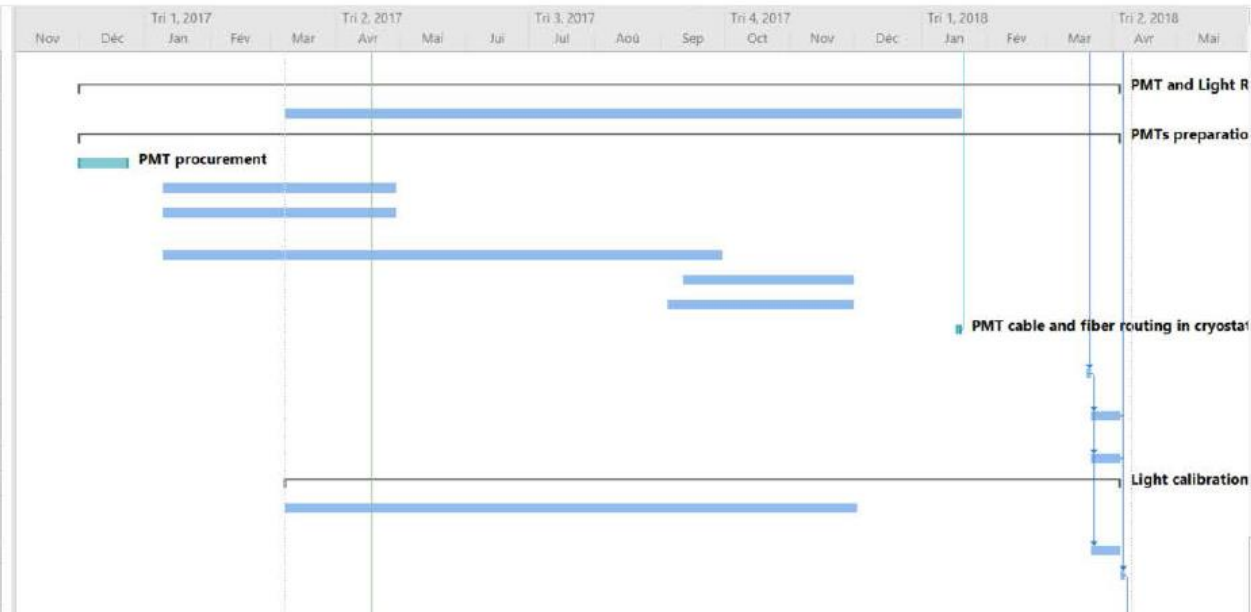 Tri 1, 2017 Tri 2, 2017 Tri 3, 2017 Tri 4, 2017 Tri 1, 2018 Tri 2, 2018
Nov Déc Jan Fév Mar Avr Mai Jui Jul Aoû Sep Oct Nov Déc Jan Fév Mar Avr Mai
PMT and Light R
PMTs preparatio
PMT procurement
PMT cable and fiber routing in cryostat
Light calibration